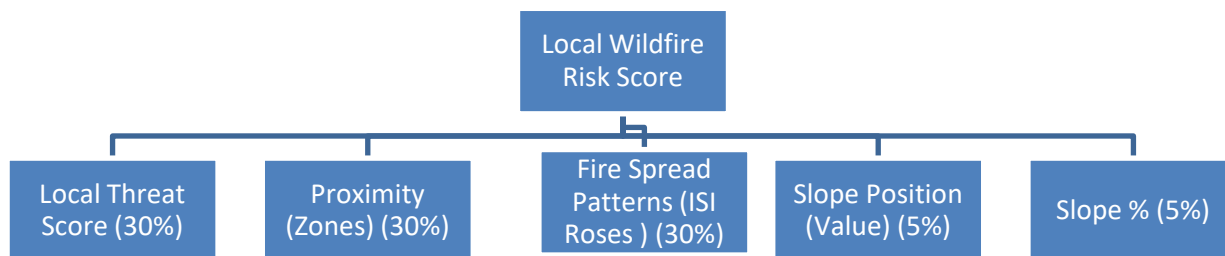 Local Wildfire
Risk Score
Local Threat
Score (30%)
Proximity
(Zones) (30%)
Fire Spread
Patterns (ISI
Roses ) (30%)
Slope Position
(Value) (5%)
Slope % (5%)